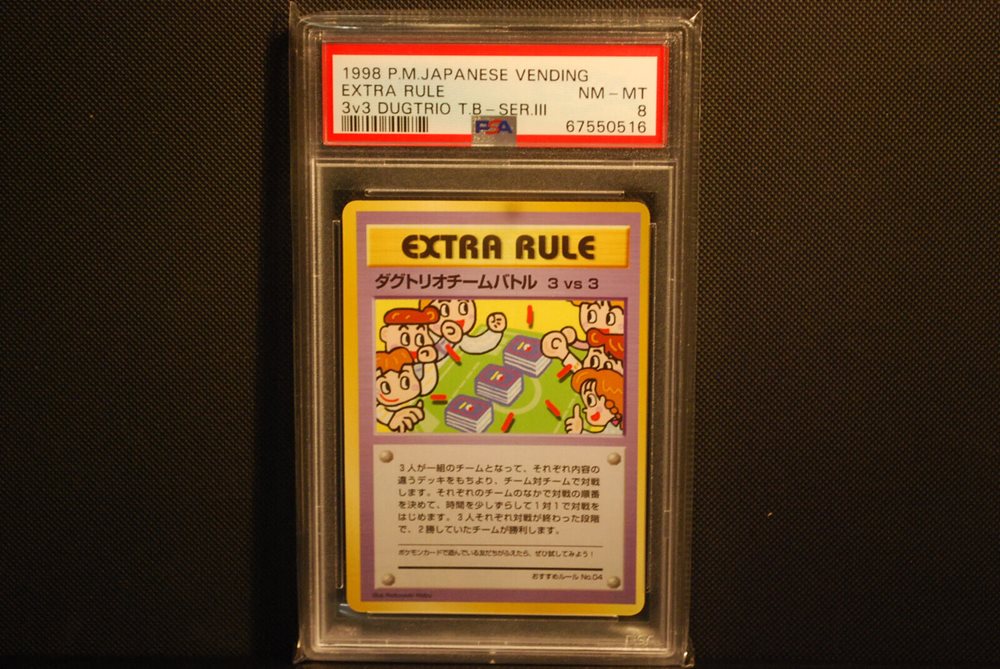 1998 P.M.JAPANESE VENDING
EXTRA RULE NM-MT
3v3 DUGTRIO T.B-SER.III 8
PSA 67550516
EXTRA RULE
ダグトリオチームバトル 3 vs 3
3人が一組のチームとなって、それぞれ内容の
違うデッキをもちより、チーム対チームで対戦
します。それぞれのチームのなかで対戦の順番
を決めて、時間を少しずらして1対1で対戦を
はじめます。3人それぞれ対戦が終わった段階
で、2勝していたチームが勝利します。
ポケモンカードで遊んでいる友だちがふえたら、ぜひ試してみよう!
おすすめルール No.04